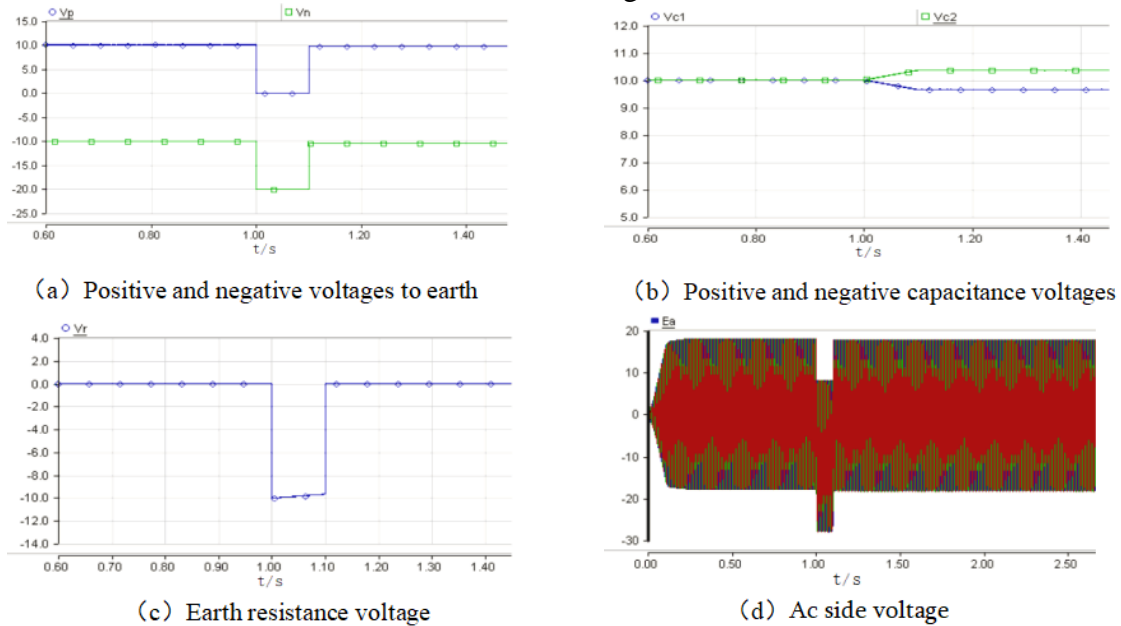 Vp Vn
15.0
10.0
5.0
0.0
-5.0
-10.0
-15.0
-20.0
-25.0
0.60 0.80 1.00 1.20 1.40
t/s
(a) Positive and negative voltages to earth
Vc1 Vc2
12.0
11.0
10.0
9.0
8.0
7.0
6.0
5.0
0.60 0.80 1.00 1.20 1.40
t/s
(b) Positive and negative capacitance voltages
Vr
4.0
2.0
0.0
-2.0
-4.0
-6.0
-8.0
-10.0
-12.0
-14.0
0.60 0.70 0.80 0.90 1.00 1.10 1.20 1.30 1.40
t/s
(c) Earth resistance voltage
Ea
20
10
0
-10
-20
-30
0.00 0.50 1.00 1.50 2.00 2.50
t/s
(d) Ac side voltage